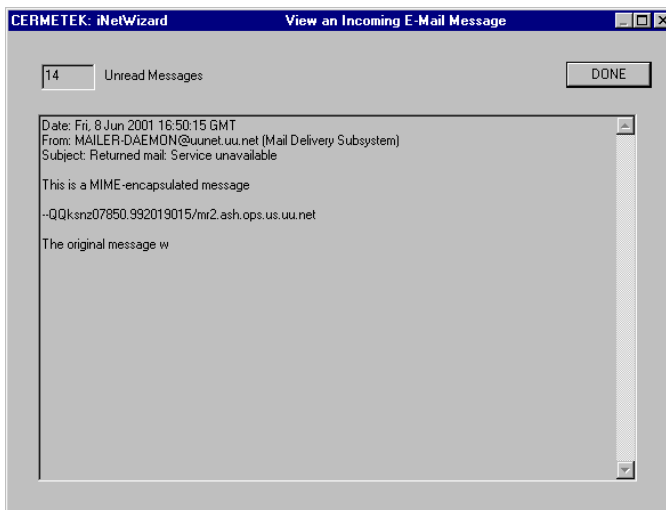 CERMETEK: iNetWizard View an Incoming E-Mail Message
14 Unread Messages DONE
Date: Fri, 8 Jun 2001 16:50:15 GMT
From: MAILER-DAEMON@uunet.uu.net (Mail Delivery Subsystem)
Subject: Returned mail: Service unavailable
This is a MIME-encapsulated message
--QQksnz07850.992019015/mr2.ash.ops.us.uu.net
The original message w